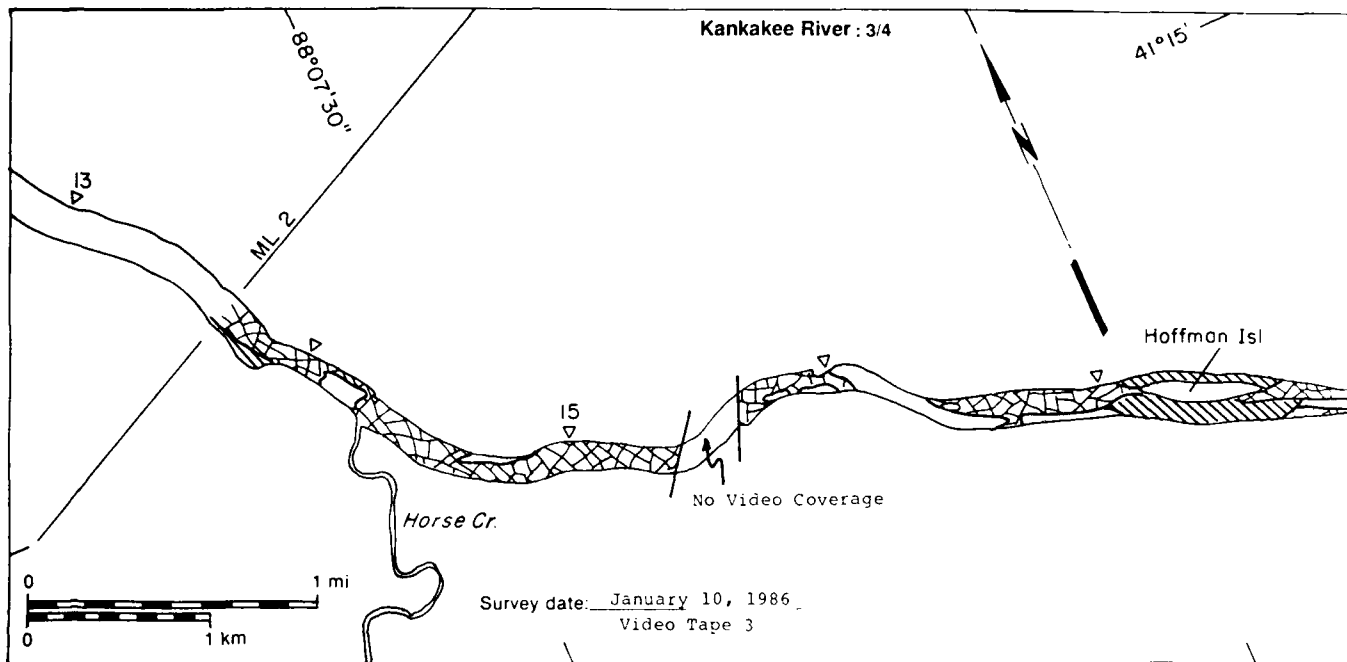 Kankakee River : 3/4
88°07'30"
41°15'
13
ML 2
Hoffman Isl
15
No Video Coverage
Horse Cr.
0 1 mi
0 1 km
Survey date: January 10, 1986
Video Tape 3